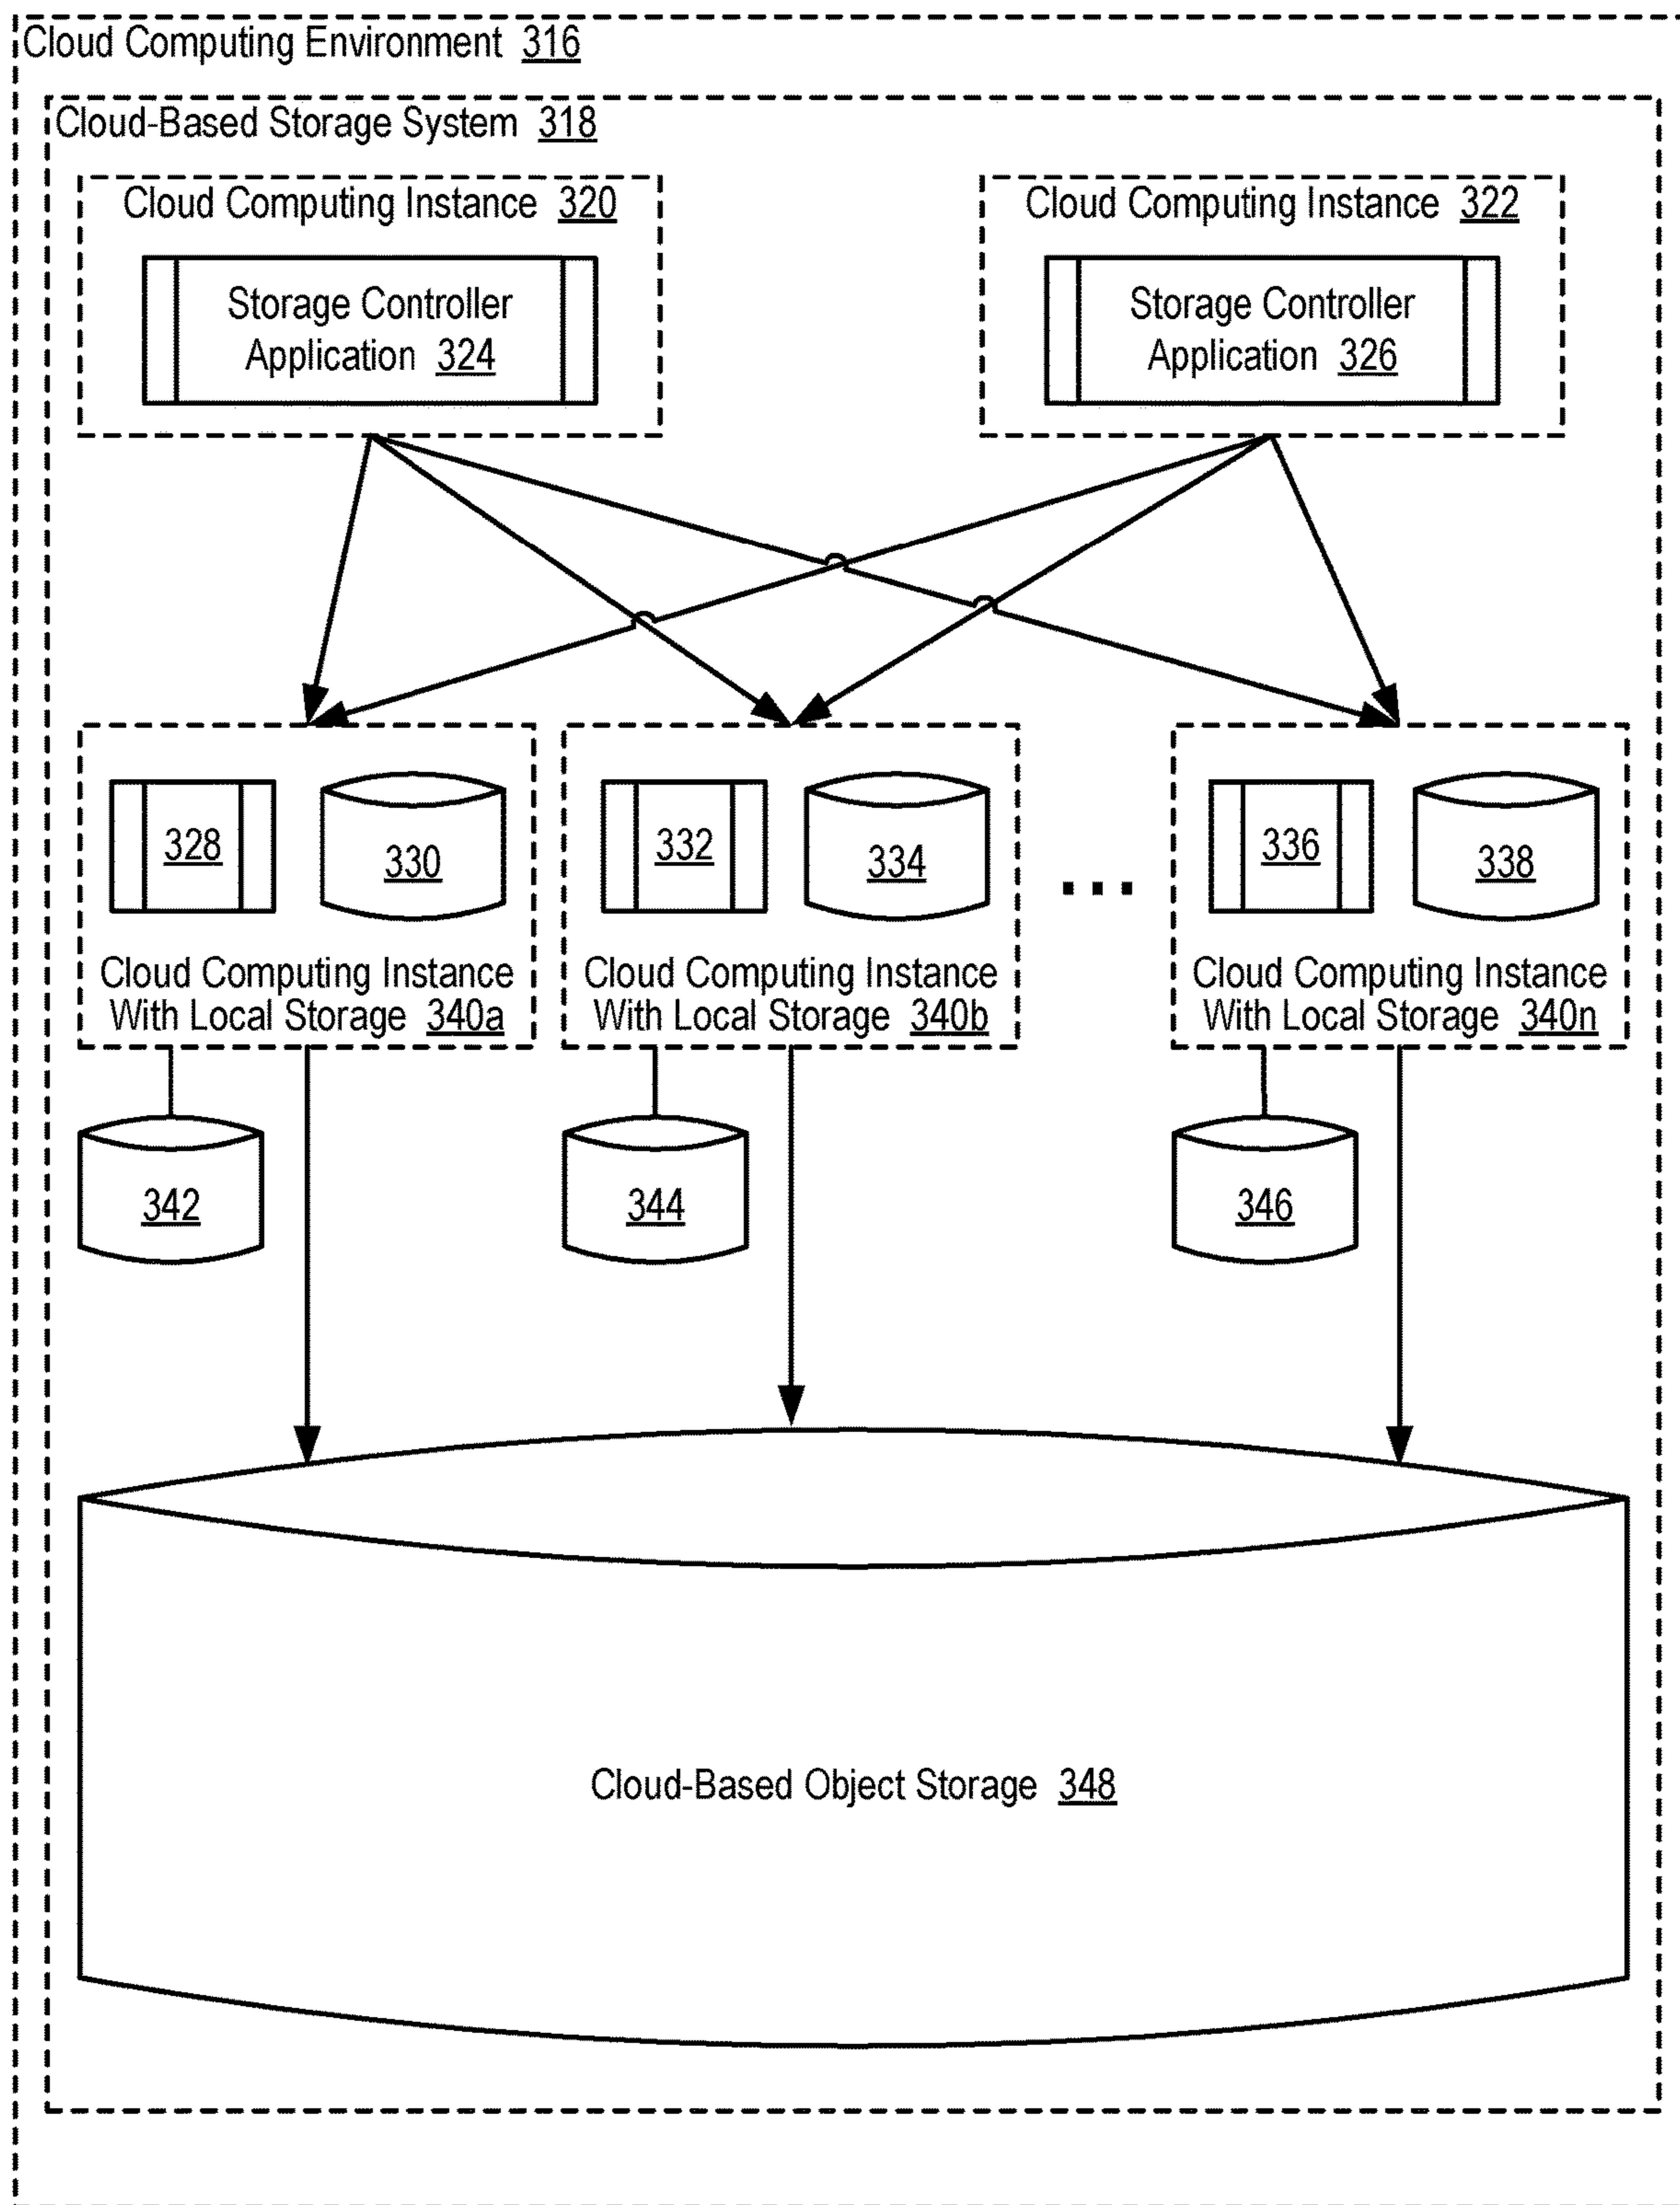 Cloud Computing Environment 316
Cloud-Based Storage System 318
Cloud Computing Instance 320
Storage Controller
Application 324
Cloud Computing Instance 322
Storage Controller
Application 326
328
330
Cloud Computing Instance
With Local Storage 340a
332
334
Cloud Computing Instance
With Local Storage 340b
...
336
338
Cloud Computing Instance
With Local Storage 340n
342
344
346
Cloud-Based Object Storage 348